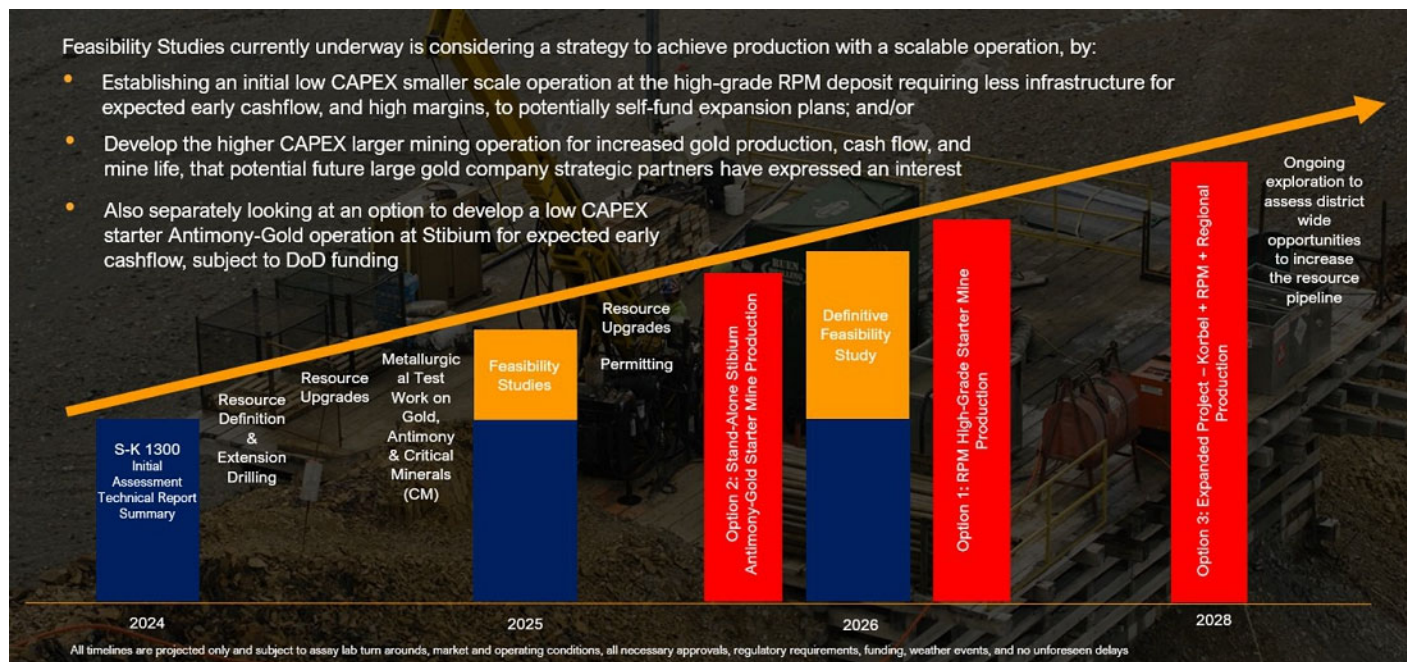 Feasibility Studies currently underway is considering a strategy to achieve production with a scalable operation, by:
• Establishing an initial low CAPEX smaller scale operation at the high-grade RPM deposit requiring less infrastructure for
expected early cashflow, and high margins, to potentially self-fund expansion plans; and/or
• Develop the higher CAPEX larger mining operation for increased gold production, cash flow, and
mine life, that potential future large gold company strategic partners have expressed an interest
• Also separately looking at an option to develop a low CAPEX
starter Antimony-Gold operation at Stibium for expected early
cashflow, subject to DoD funding
S-K 1300
Initial
Assessment
Technical Report
Summary
Resource
Definition
&
Extension
Drilling
Resource
Upgrades
Metallurgic
al Test
Work on
Gold,
Antimony
& Critical
Minerals
(CM)
Feasibility
Studies
Resource
Upgrades
Permitting
Option 2: Stand-Alone Stibium
Antimony-Gold Starter Mine Production
Definitive
Feasibility
Study
Option 1: RPM High-Grade Starter Mine
Production
Option 3: Expanded Project – Korbel + RPM + Regional
Production
Ongoing
exploration to
assess district
wide
opportunities
to increase
the resource
pipeline
2024
2025
2026
2028
All timelines are projected only and subject to assay lab turn arounds, market and operating conditions, all necessary approvals, regulatory requirements, funding, weather events, and no unforeseen delays